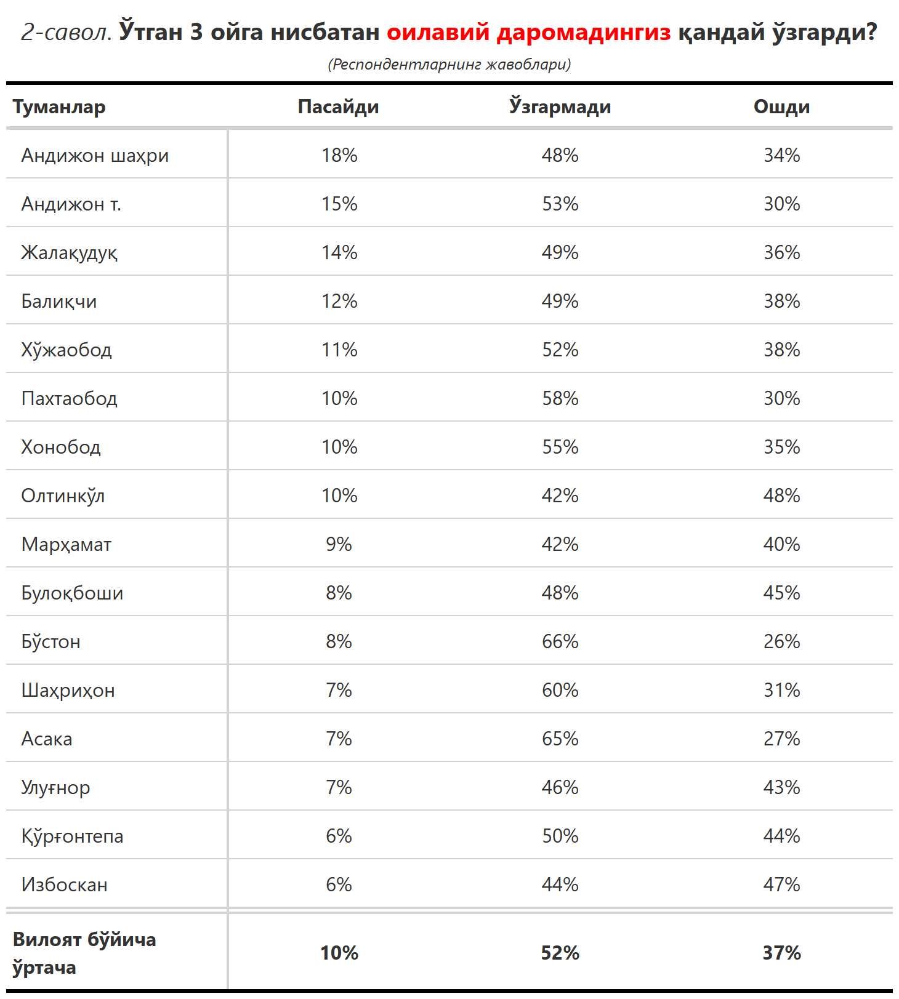 2-савол. Ўтган 3 ойга нисбатан оилавий даромадингиз қандай ўзгарди?
(Респондентларнинг жавоблари)
Туманлар Пасайди Ўзгармади Ошди
Андижон шаҳри 18% 48% 34%
Андижон т. 15% 53% 30%
Жалақудуқ 14% 49% 36%
Балиқчи 12% 49% 38%
Хўжаобод 11% 52% 38%
Пахтаобод 10% 58% 30%
Хонобод 10% 55% 35%
Олтинкўл 10% 42% 48%
Марҳамат 9% 42% 40%
Булоқбоши 8% 48% 45%
Бўстон 8% 66% 26%
Шаҳриҳон 7% 60% 31%
Асака 7% 65% 27%
Улуғнор 7% 46% 43%
Қўрғонтепа 6% 50% 44%
Избоскан 6% 44% 47%
Вилоят бўйича
ўртача 10% 52% 37%